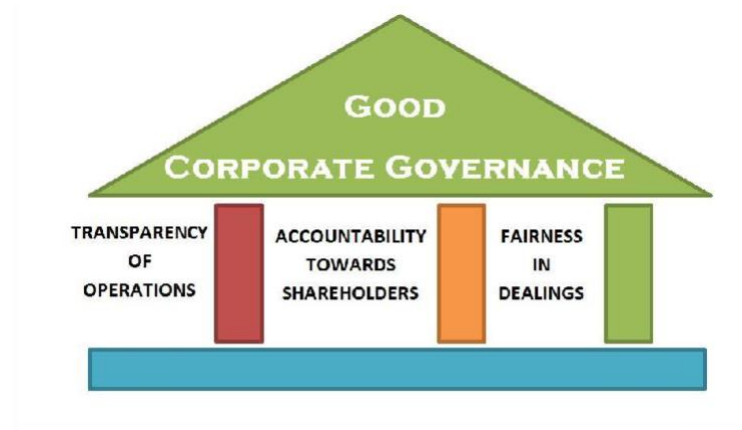 GOOD
CORPORATE GOVERNANCE
TRANSPARENCY
OF
OPERATIONS
ACCOUNTABILITY
TOWARDS
SHAREHOLDERS
FAIRNESS
IN
DEALINGS